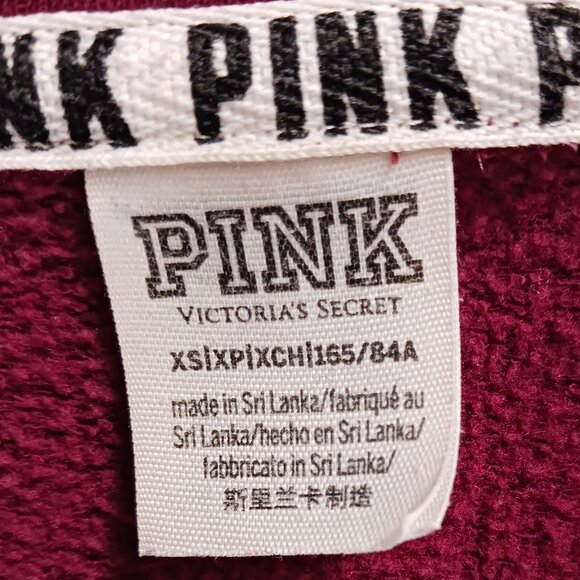 NK PINK PINK P
PINK
VICTORIA'S SECRET
XS|XP|XCH|165/84A
made in Sri Lanka/fabriqué au
Sri Lanka/hecho en Sri Lanka/
fabbricato in Sri Lanka/
斯里兰卡制造